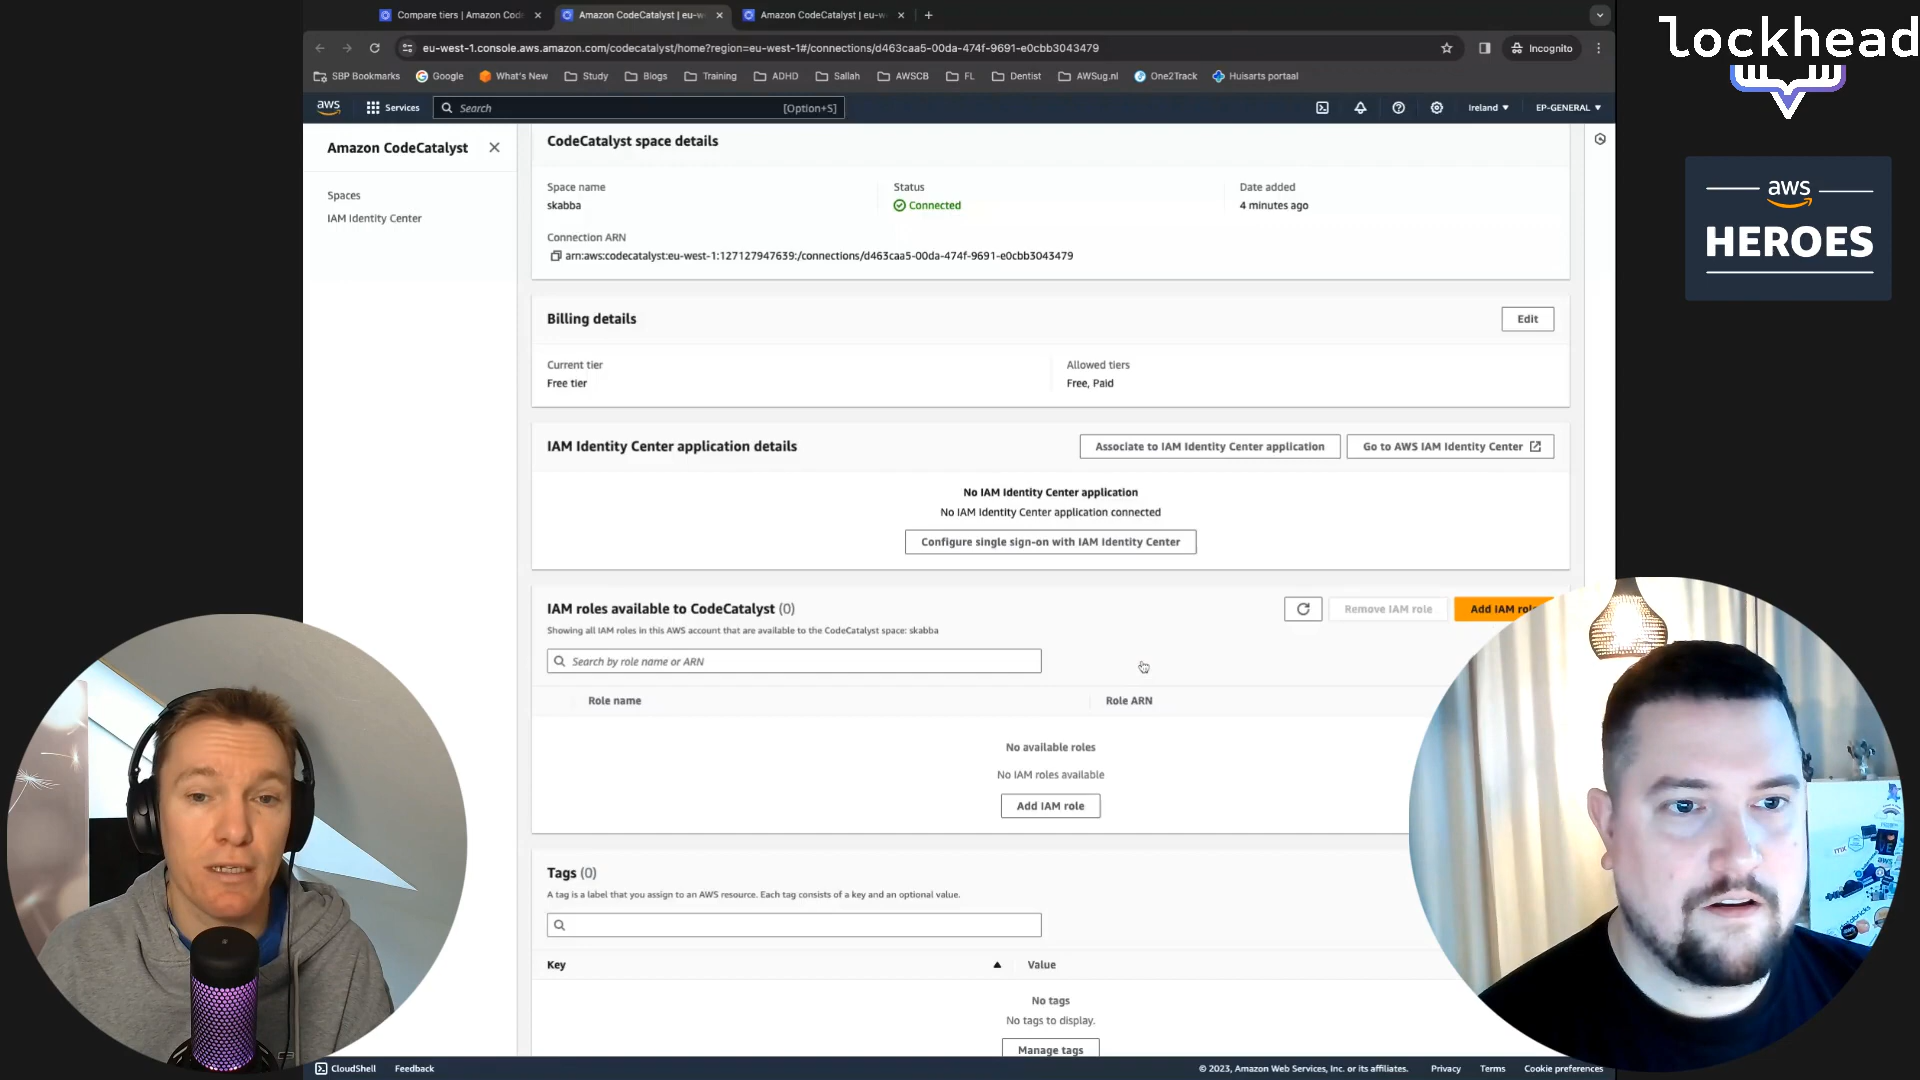 Compare tiers | Amazon Cod
Amazon CodeCatalyst | eu-w
Amazon CodeCatalyst | eu-w
eu-west-1.console.aws.amazon.com/codecatalyst/home?region=eu-west-1#/connections/d463caa5-00da-474f-9691-e0cbb3043479
Incognito
SBP Bookmarks
Google
What's New
Study
Blogs
Training
ADHD
Sallah
AWSCB
FL
Dentist
AWSug.nl
One2Track
Huisarts portaal
aws
Services
Search
[Option+S]
Ireland
EP-GENERAL
Amazon CodeCatalyst
Spaces
IAM Identity Center
CodeCatalyst space details
Space name
skabba
Status
Connected
Date added
4 minutes ago
Connection ARN
arn:aws:codecatalyst:eu-west-1:127127947639:/connections/d463caa5-00da-474f-9691-e0cbb3043479
Billing details
Edit
Current tier
Free tier
Allowed tiers
Free, Paid
IAM Identity Center application details
Associate to IAM Identity Center application
Go to AWS IAM Identity Center
No IAM Identity Center application
No IAM Identity Center application connected
Configure single sign-on with IAM Identity Center
IAM roles available to CodeCatalyst (0)
Remove IAM role
Add IAM role
Showing all IAM roles in this AWS account that are available to the CodeCatalyst space: skabba
Search by role name or ARN
Role name
Role ARN
No available roles
No IAM roles available
Add IAM role
Tags (0)
A tag is a label that you assign to an AWS resource. Each tag consists of a key and an optional value.
Key
Value
No tags
No tags to display.
Manage tags
CloudShell
Feedback
© 2023, Amazon Web Services, Inc. or its affiliates.
Privacy
Terms
Cookie preferences
lockhead
aws
HEROES